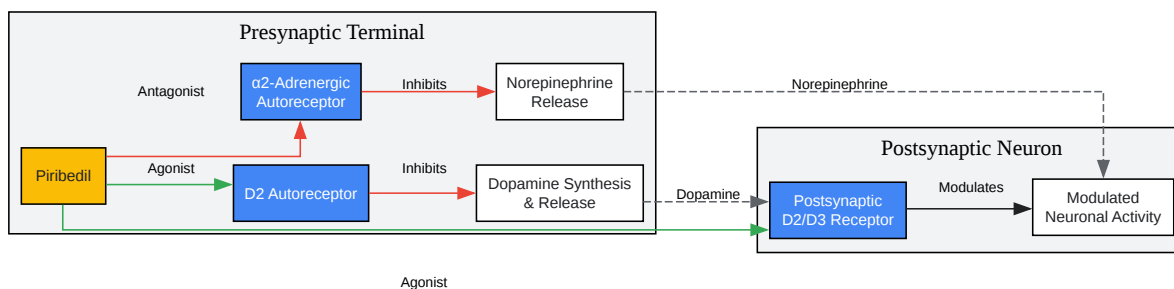 Presynaptic Terminal
Antagonist
α2-Adrenergic
Autoreceptor
Inhibits
Norepinephrine
Release
Norepinephrine
Piribedil
Agonist
D2 Autoreceptor
Inhibits
Dopamine Synthesis
& Release
Dopamine
Postsynaptic Neuron
Postsynaptic
D2/D3 Receptor
Modulates
Modulated
Neuronal Activity
Agonist